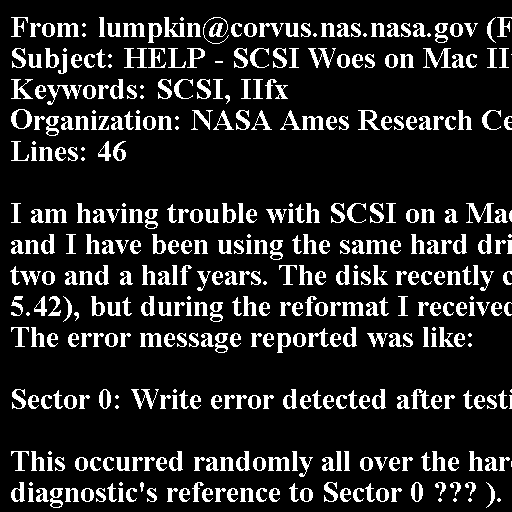 From: lumpkin@corvus.nas.nasa.gov (F
Subject: HELP - SCSI Woes on Mac II
Keywords: SCSI, IIfx
Organization: NASA Ames Research Ce
Lines: 46

I am having trouble with SCSI on a Mac
and I have been using the same hard dri
two and a half years. The disk recently c
5.42), but during the reformat I received
The error message reported was like:

Sector 0: Write error detected after testi

This occurred randomly all over the har
diagnostic's reference to Sector 0 ??? ).